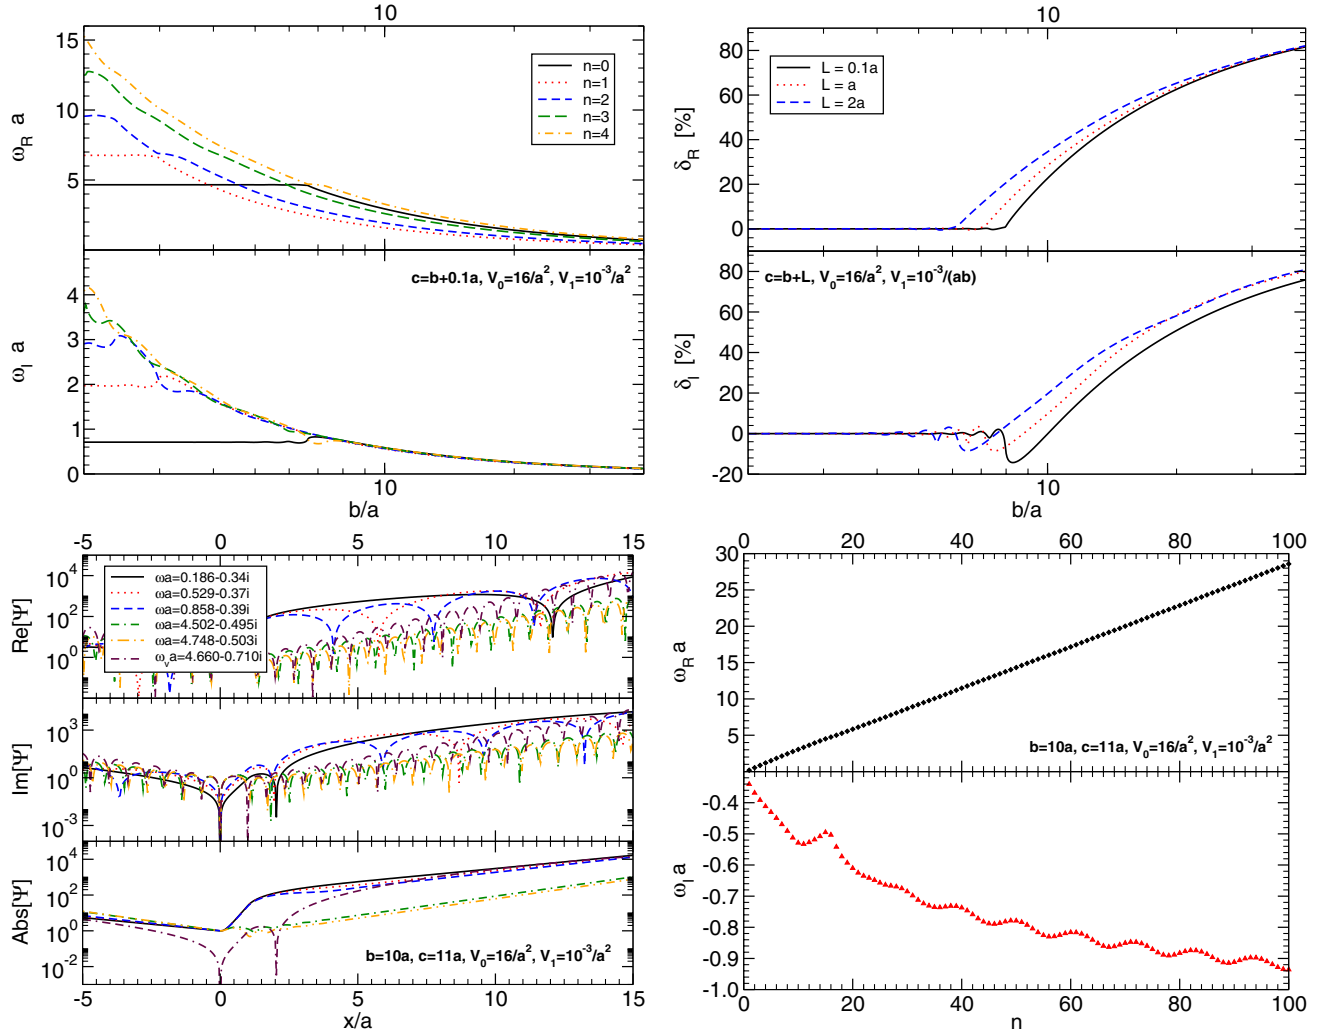 10
15
10
5
ω_R a
n=0
n=1
n=2
n=3
n=4
4
3
2
1
0
ω_I a
c=b+0.1a, V_0=16/a^2, V_1=10^-3/a^2
10
b/a
10
80
60
40
20
0
δ_R [%]
L = 0.1a
L = a
L = 2a
80
60
40
20
0
-20
δ_I [%]
c=b+L, V_0=16/a^2, V_1=10^-3/(ab)
10
b/a
-5 0 5 10 15
10^4
10^2
10^0
Re[Ψ]
ωa=0.186-0.34i
ωa=0.529-0.37i
ωa=0.858-0.39i
ωa=4.502-0.495i
ωa=4.748-0.503i
ω_va=4.660-0.710i
10^3
10^0
10^-3
Im[Ψ]
10^4
10^2
10^0
10^-2
Abs[Ψ]
b=10a, c=11a, V_0=16/a^2, V_1=10^-3/a^2
-5 0 5 10 15
x/a
0 20 40 60 80 100
30
25
20
15
10
5
ω_R a
b=10a, c=11a, V_0=16/a^2, V_1=10^-3/a^2
-0.4
-0.5
-0.6
-0.7
-0.8
-0.9
-1.0
ω_I a
0 20 40 60 80 100
n